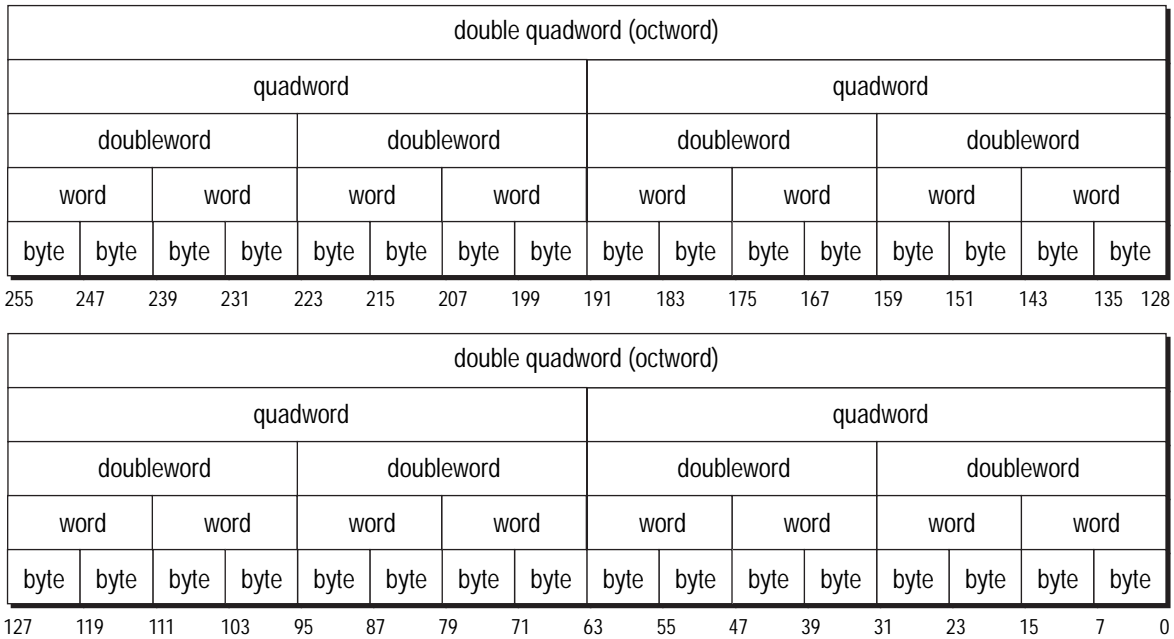 double quadword (octword)
quadword quadword
doubleword doubleword doubleword doubleword
word word word word word word word word
byte byte byte byte byte byte byte byte byte byte byte byte byte byte byte byte
255 247 239 231 223 215 207 199 191 183 175 167 159 151 143 135 128
double quadword (octword)
quadword quadword
doubleword doubleword doubleword doubleword
word word word word word word word word
byte byte byte byte byte byte byte byte byte byte byte byte byte byte byte byte
127 119 111 103 95 87 79 71 63 55 47 39 31 23 15 7 0